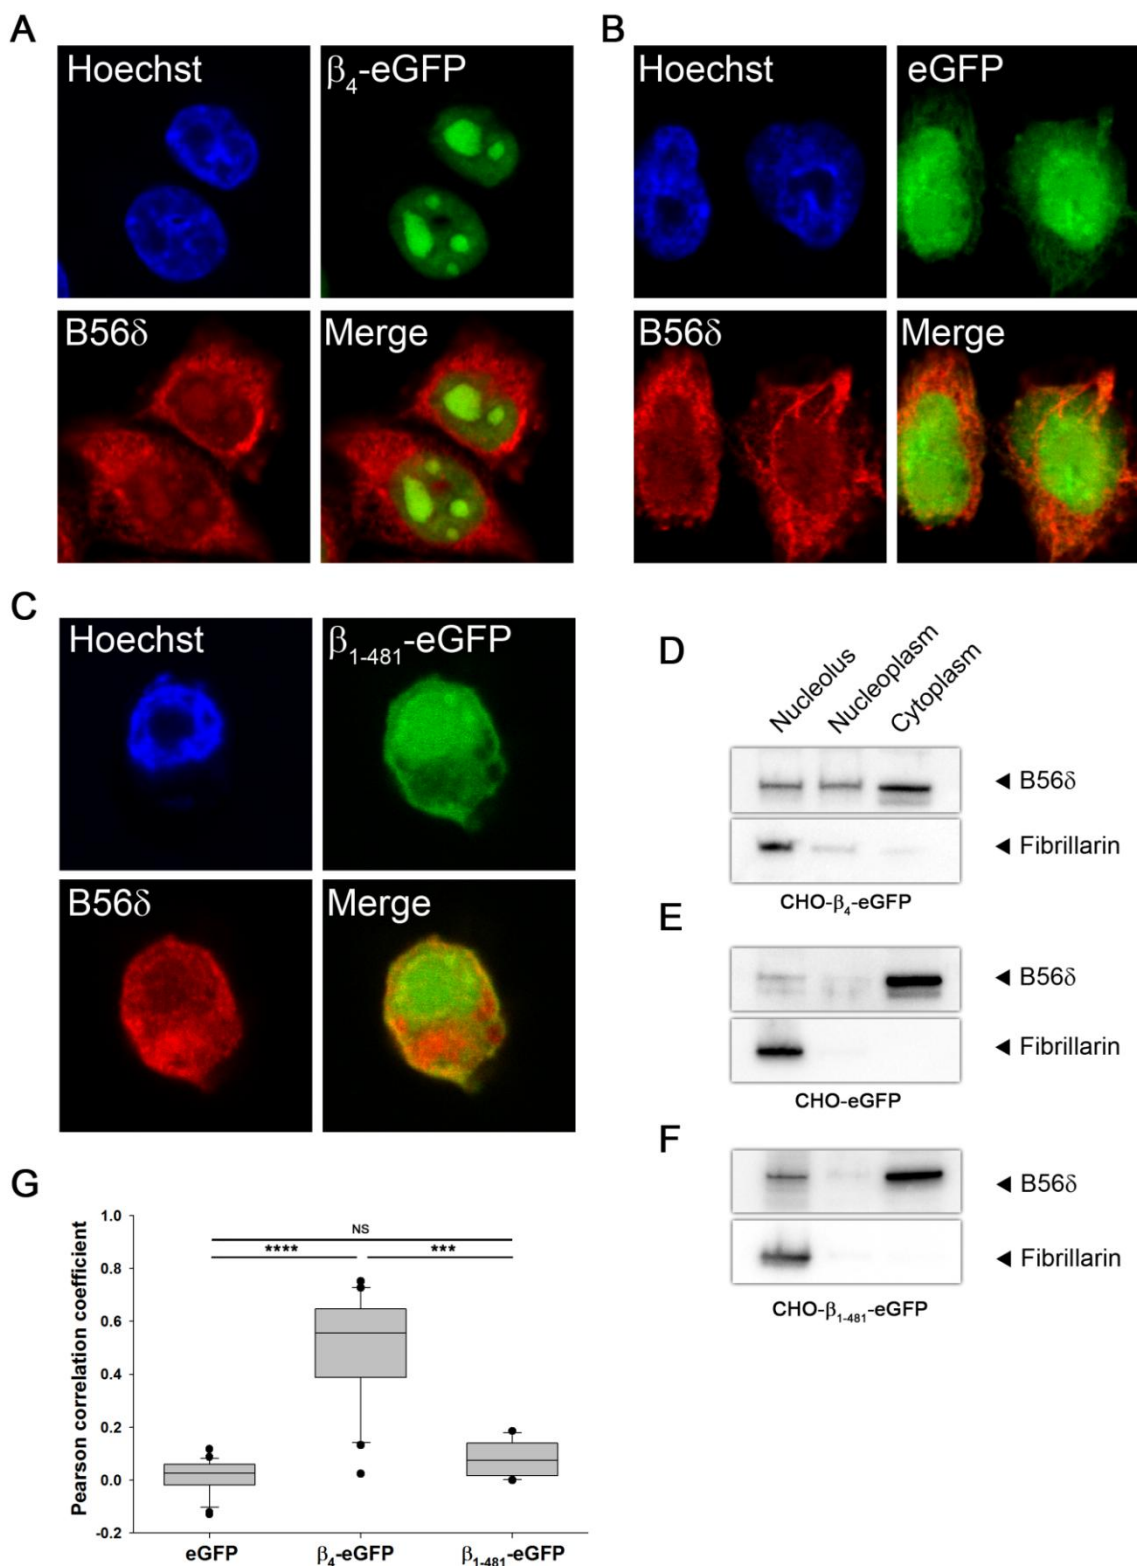 A
Hoechst
β₄-eGFP
B56δ
Merge
B
Hoechst
eGFP
B56δ
Merge
C
Hoechst
β₁₋₄₈₁-eGFP
B56δ
Merge
D
Nucleolus
Nucleoplasm
Cytoplasm
◄ B56δ
◄ Fibrillarin
CHO-β₄-eGFP
E
◄ B56δ
◄ Fibrillarin
CHO-eGFP
F
◄ B56δ
◄ Fibrillarin
CHO-β₁₋₄₈₁-eGFP
G
Pearson correlation coefficient
1.0
0.8
0.6
0.4
0.2
0.0
-0.2
NS
**** ***
eGFP β₄-eGFP β₁₋₄₈₁-eGFP